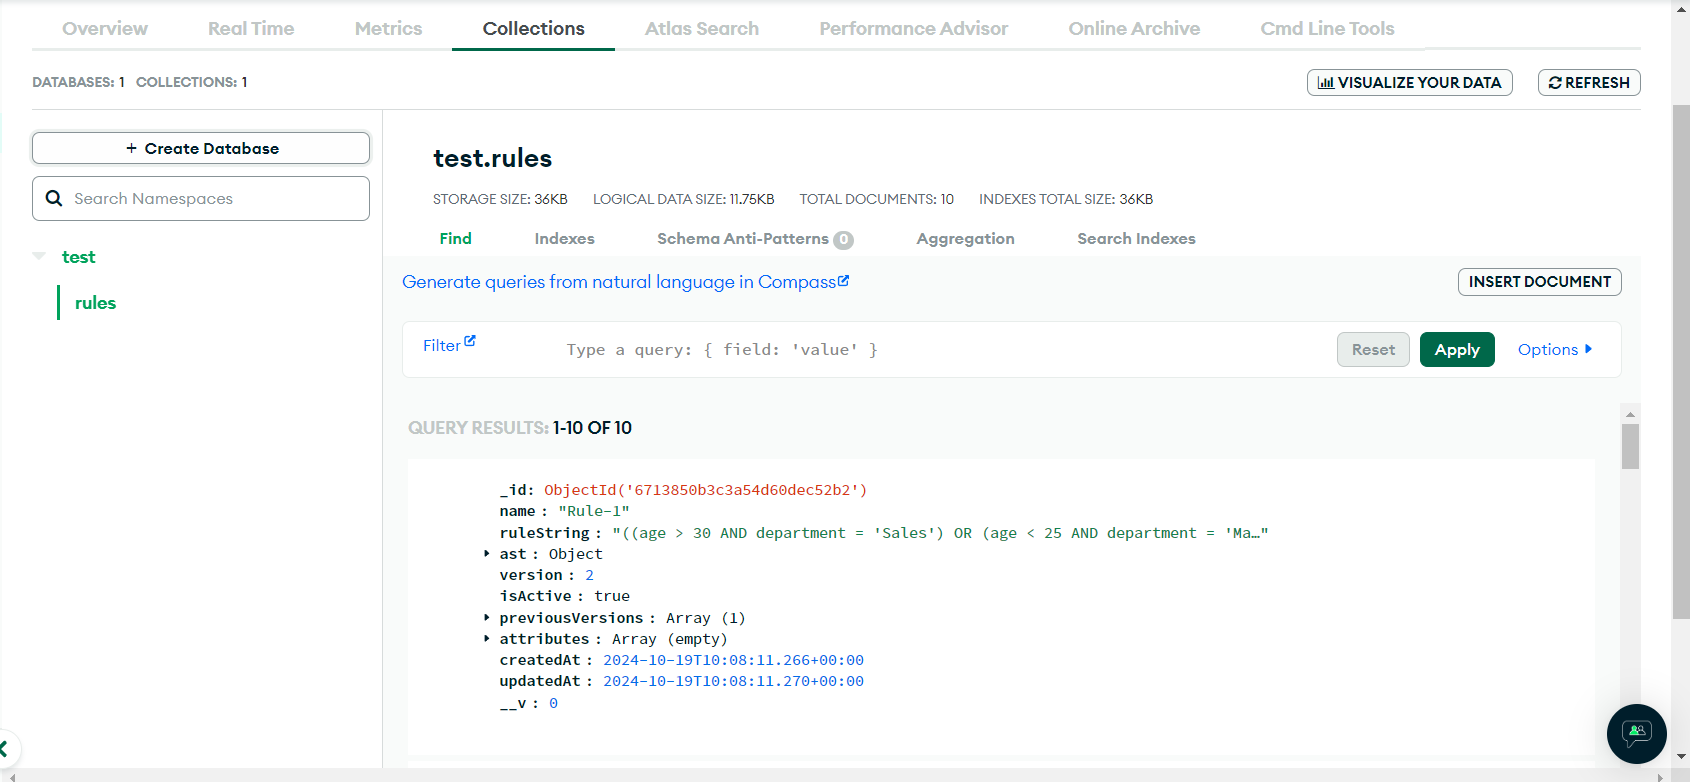 Overview Real Time Metrics Collections Atlas Search Performance Advisor Online Archive Cmd Line Tools
DATABASES: 1 COLLECTIONS: 1
VISUALIZE YOUR DATA REFRESH
+ Create Database
Search Namespaces
test
rules
test.rules
STORAGE SIZE: 36KB LOGICAL DATA SIZE: 11.75KB TOTAL DOCUMENTS: 10 INDEXES TOTAL SIZE: 36KB
Find Indexes Schema Anti-Patterns 0 Aggregation Search Indexes
Generate queries from natural language in Compass
INSERT DOCUMENT
Filter Type a query: { field: 'value' } Reset Apply Options
QUERY RESULTS: 1-10 OF 10
_id: ObjectId('6713850b3c3a54d60dec52b2')
name : "Rule-1"
ruleString : "((age > 30 AND department = 'Sales') OR (age < 25 AND department = 'Ma…"
ast : Object
version : 2
isActive : true
previousVersions : Array (1)
attributes : Array (empty)
createdAt : 2024-10-19T10:08:11.266+00:00
updatedAt : 2024-10-19T10:08:11.270+00:00
__v : 0